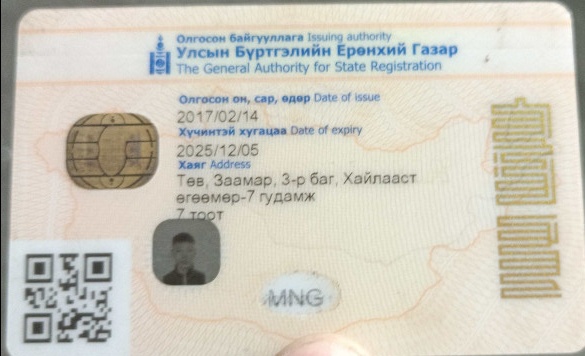 Олгосон байгууллага Issuing authority
Улсын Бүртгэлийн Ерөнхий Газар
The General Authority for State Registration
Олгосон он, сар, өдөр Date of issue
2017/02/14
Хүчинтэй хугацаа Date of expiry
2025/12/05
Хаяг Address
Төв, Заамар, 3-р баг, Хайлааст
өгөөмөр-7 гудамж
7 тоот
MNG